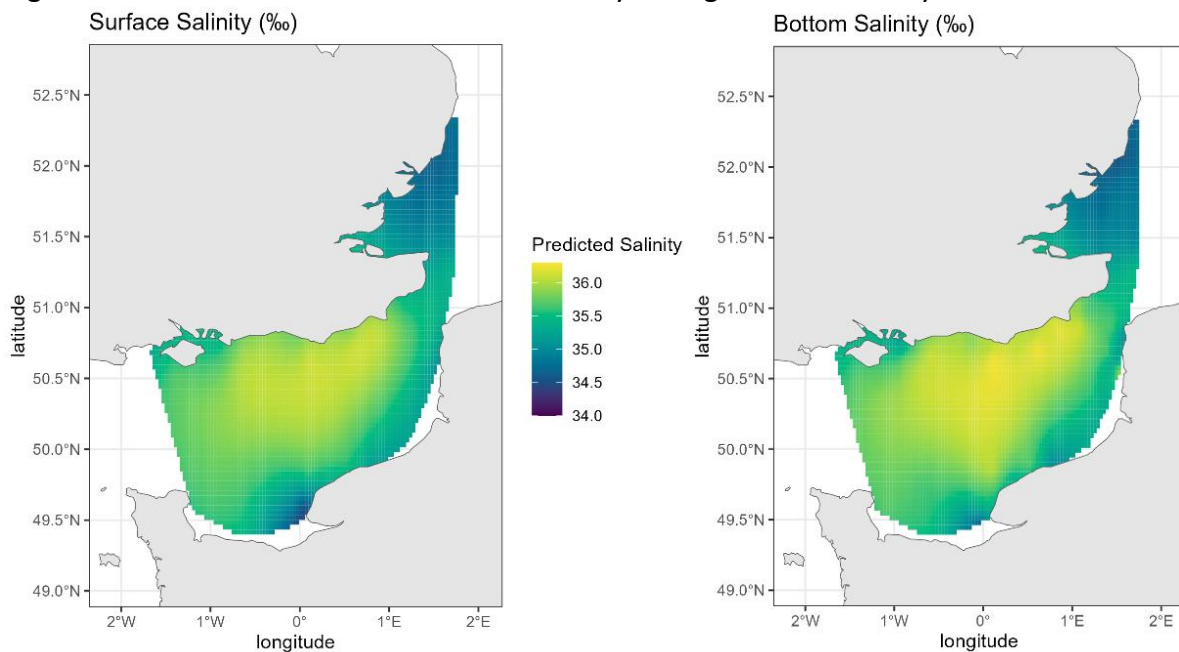 Surface Salinity (‰)
52.5°N
52.0°N
51.5°N
51.0°N
50.5°N
50.0°N
49.5°N
49.0°N
latitude
2°W 1°W 0° 1°E 2°E
longitude
Predicted Salinity
36.0
35.5
35.0
34.5
34.0
Bottom Salinity (‰)
52.5°N
52.0°N
51.5°N
51.0°N
50.5°N
50.0°N
49.5°N
49.0°N
latitude
2°W 1°W 0° 1°E 2°E
longitude